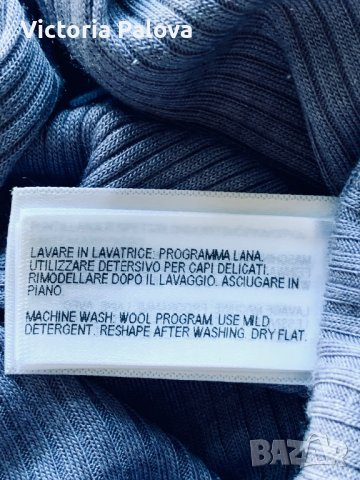 Victoria Palova
LAVARE IN LAVATRICE: PROGRAMMA LANA.
UTILIZZARE DETERSIVO PER CAPI DELICATI.
RIMODELLARE DOPO IL LAVAGGIO. ASCIUGARE IN
PIANO
MACHINE WASH: WOOL PROGRAM. USE MILD
DETERGENT. RESHAPE AFTER WASHING. DRY FLAT.
BAZAR